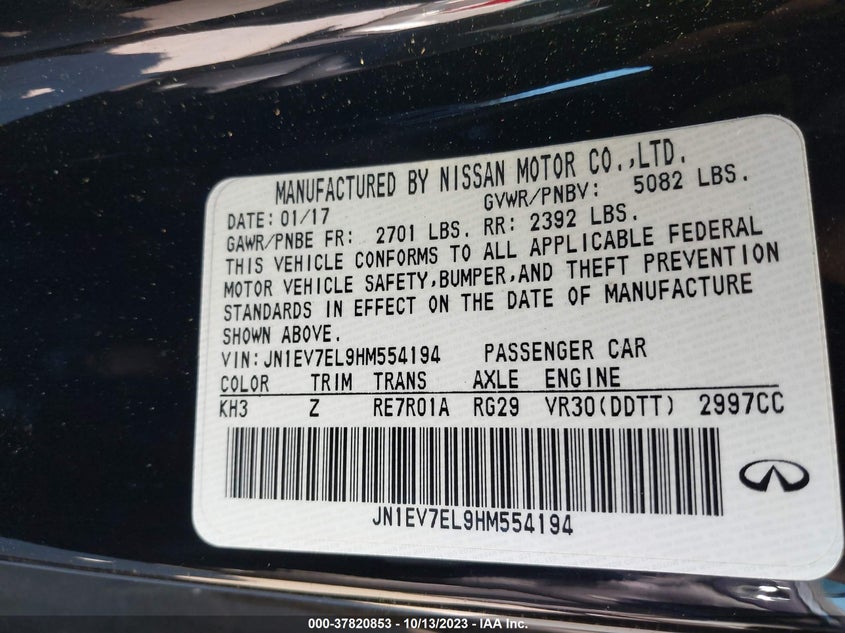 MANUFACTURED BY NISSAN MOTOR CO.,LTD.
DATE: 01/17 GVWR/PNBV: 5082 LBS.
GAWR/PNBE FR: 2701 LBS. RR: 2392 LBS.
THIS VEHICLE CONFORMS TO ALL APPLICABLE FEDERAL
MOTOR VEHICLE SAFETY,BUMPER,AND THEFT PREVENTION
STANDARDS IN EFFECT ON THE DATE OF MANUFACTURE
SHOWN ABOVE.
VIN:JN1EV7EL9HM554194 PASSENGER CAR
COLOR TRIM TRANS AXLE ENGINE
KH3 Z RE7R01A RG29 VR30(DDTT) 2997CC
JN1EV7EL9HM554194
000-37820853 - 10/13/2023 - IAA Inc.